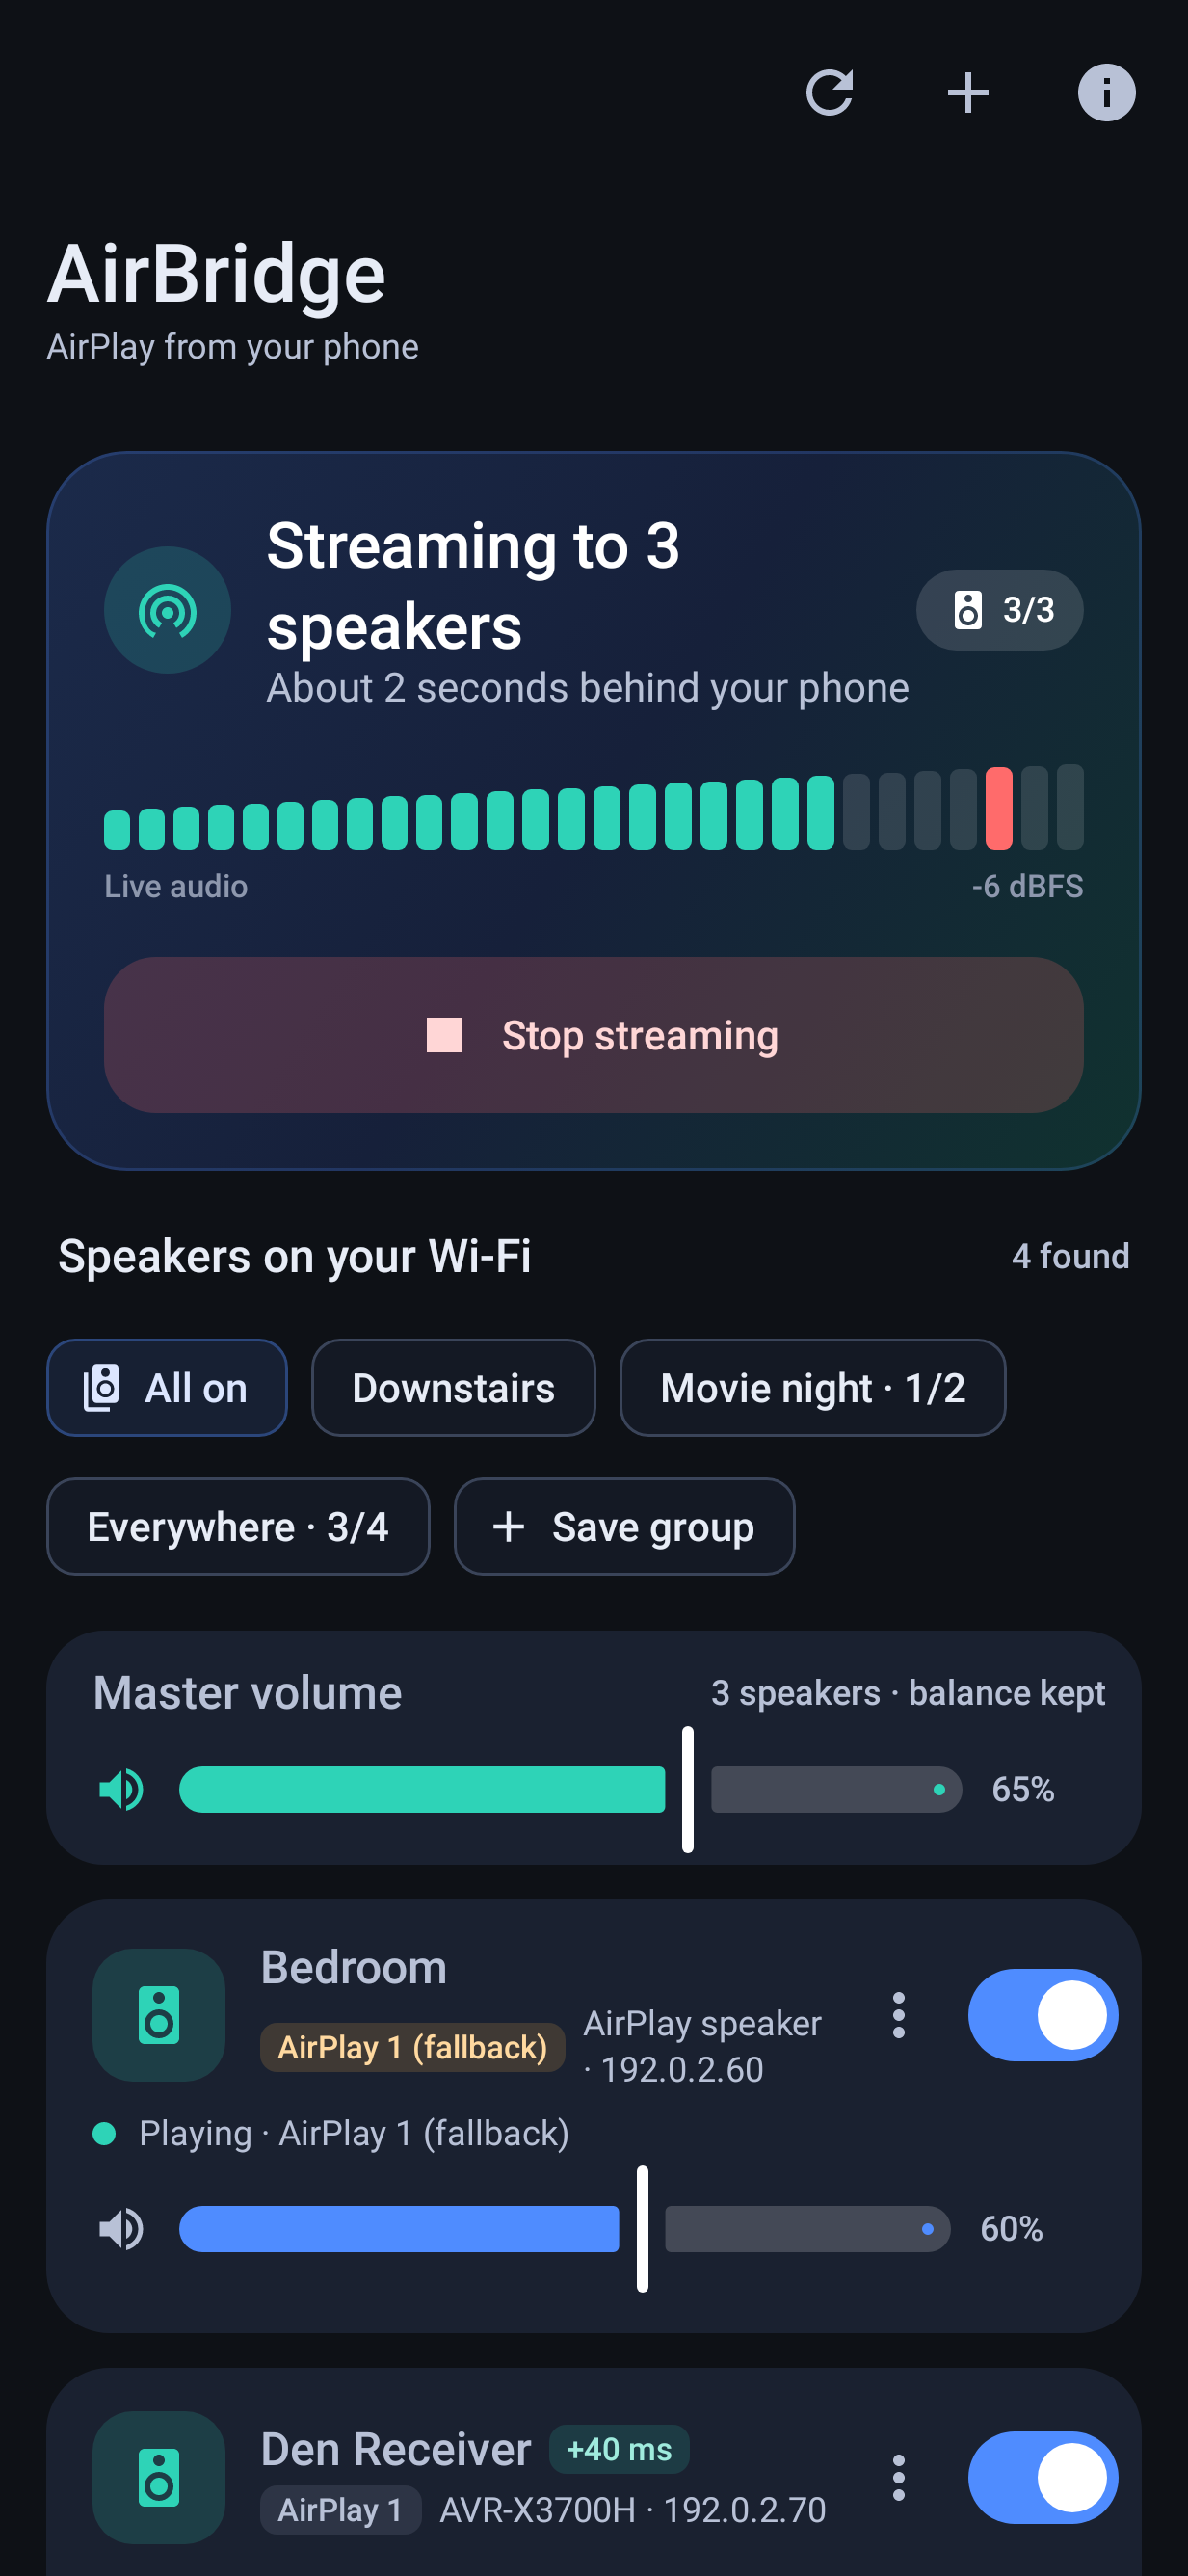 AirBridge
AirPlay from your phone
Streaming to 3
speakers
3/3
About 2 seconds behind your phone
Live audio
-6 dBFS
Stop streaming
Speakers on your Wi-Fi
4 found
All on
Downstairs
Movie night · 1/2
Everywhere · 3/4
Save group
Master volume
3 speakers · balance kept
65%
Bedroom
AirPlay 1 (fallback)
AirPlay speaker
· 192.0.2.60
Playing · AirPlay 1 (fallback)
60%
Den Receiver
+40 ms
AirPlay 1
AVR-X3700H · 192.0.2.70